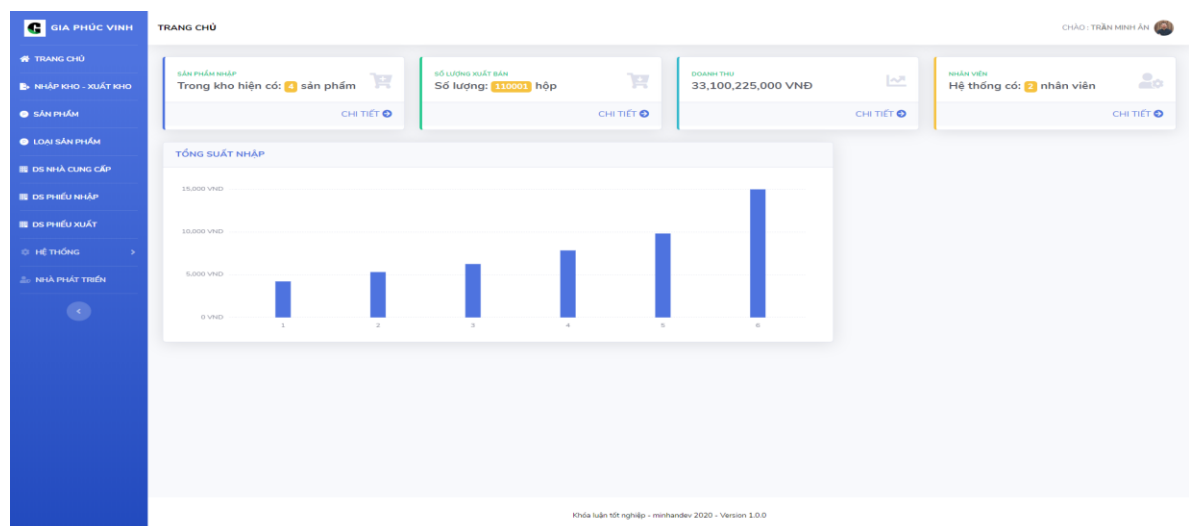 GIA PHÚC VINH
TRANG CHỦ
NHẬP KHO - XUẤT KHO
SẢN PHẨM
LOẠI SẢN PHẨM
DS NHÀ CUNG CẤP
DS PHIẾU NHẬP
DS PHIẾU XUẤT
HỆ THỐNG
NHÀ PHÁT TRIỂN
TRANG CHỦ
CHÀO : TRẦN MINH ÂN
SẢN PHẨM NHẬP
Trong kho hiện có: 4 sản phẩm
CHI TIẾT
SỐ LƯỢNG XUẤT BÁN
Số lượng: 110001 hộp
CHI TIẾT
DOANH THU
33,100,225,000 VNĐ
CHI TIẾT
NHÂN VIÊN
Hệ thống có: 2 nhân viên
CHI TIẾT
TỔNG SUẤT NHẬP
15,000 VND
10,000 VND
5,000 VND
0 VND
1 2 3 4 5 6
Khóa luận tốt nghiệp - minhandev 2020 - Version 1.0.0